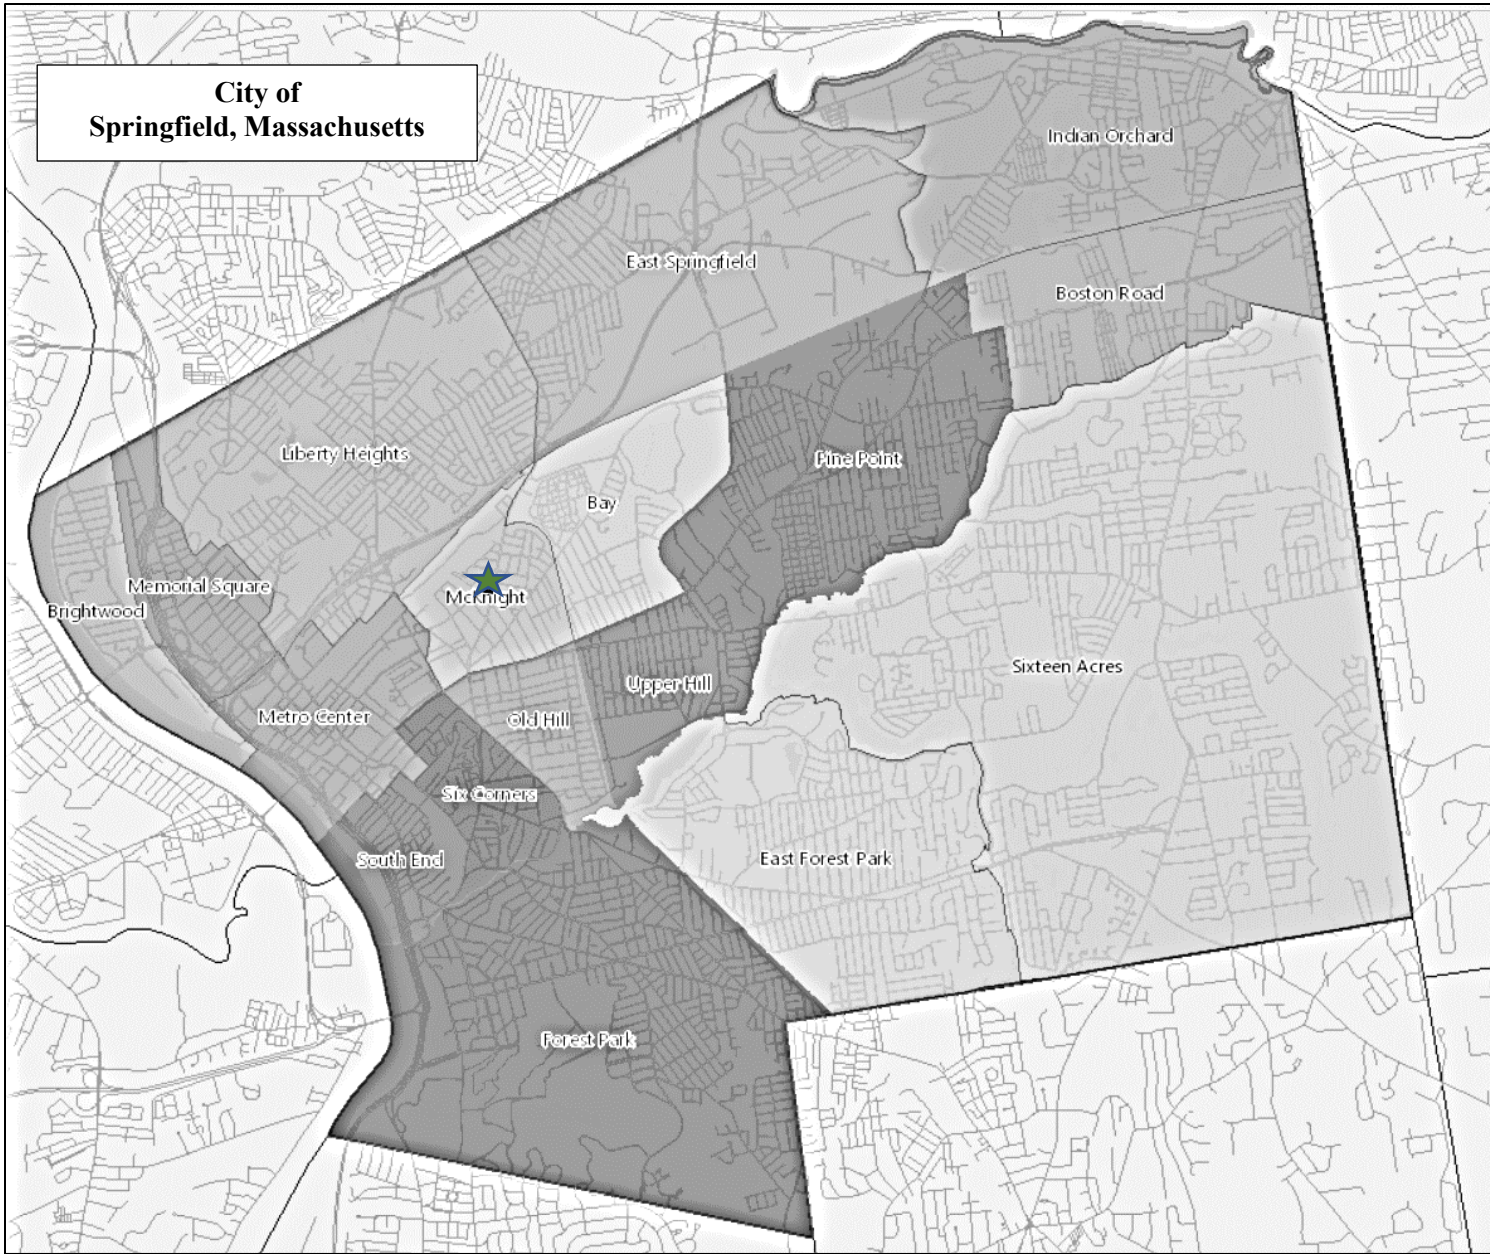 City of
Springfield, Massachusetts
Indian Orchard
East Springfield
Boston Road
Liberty Heights
Pine Point
Bay
Memorial Square
McKnight
Brightwood
Sixteen Acres
Upper Hill
Metro Center
Old Hill
Six Corners
South End
East Forest Park
Forest Park